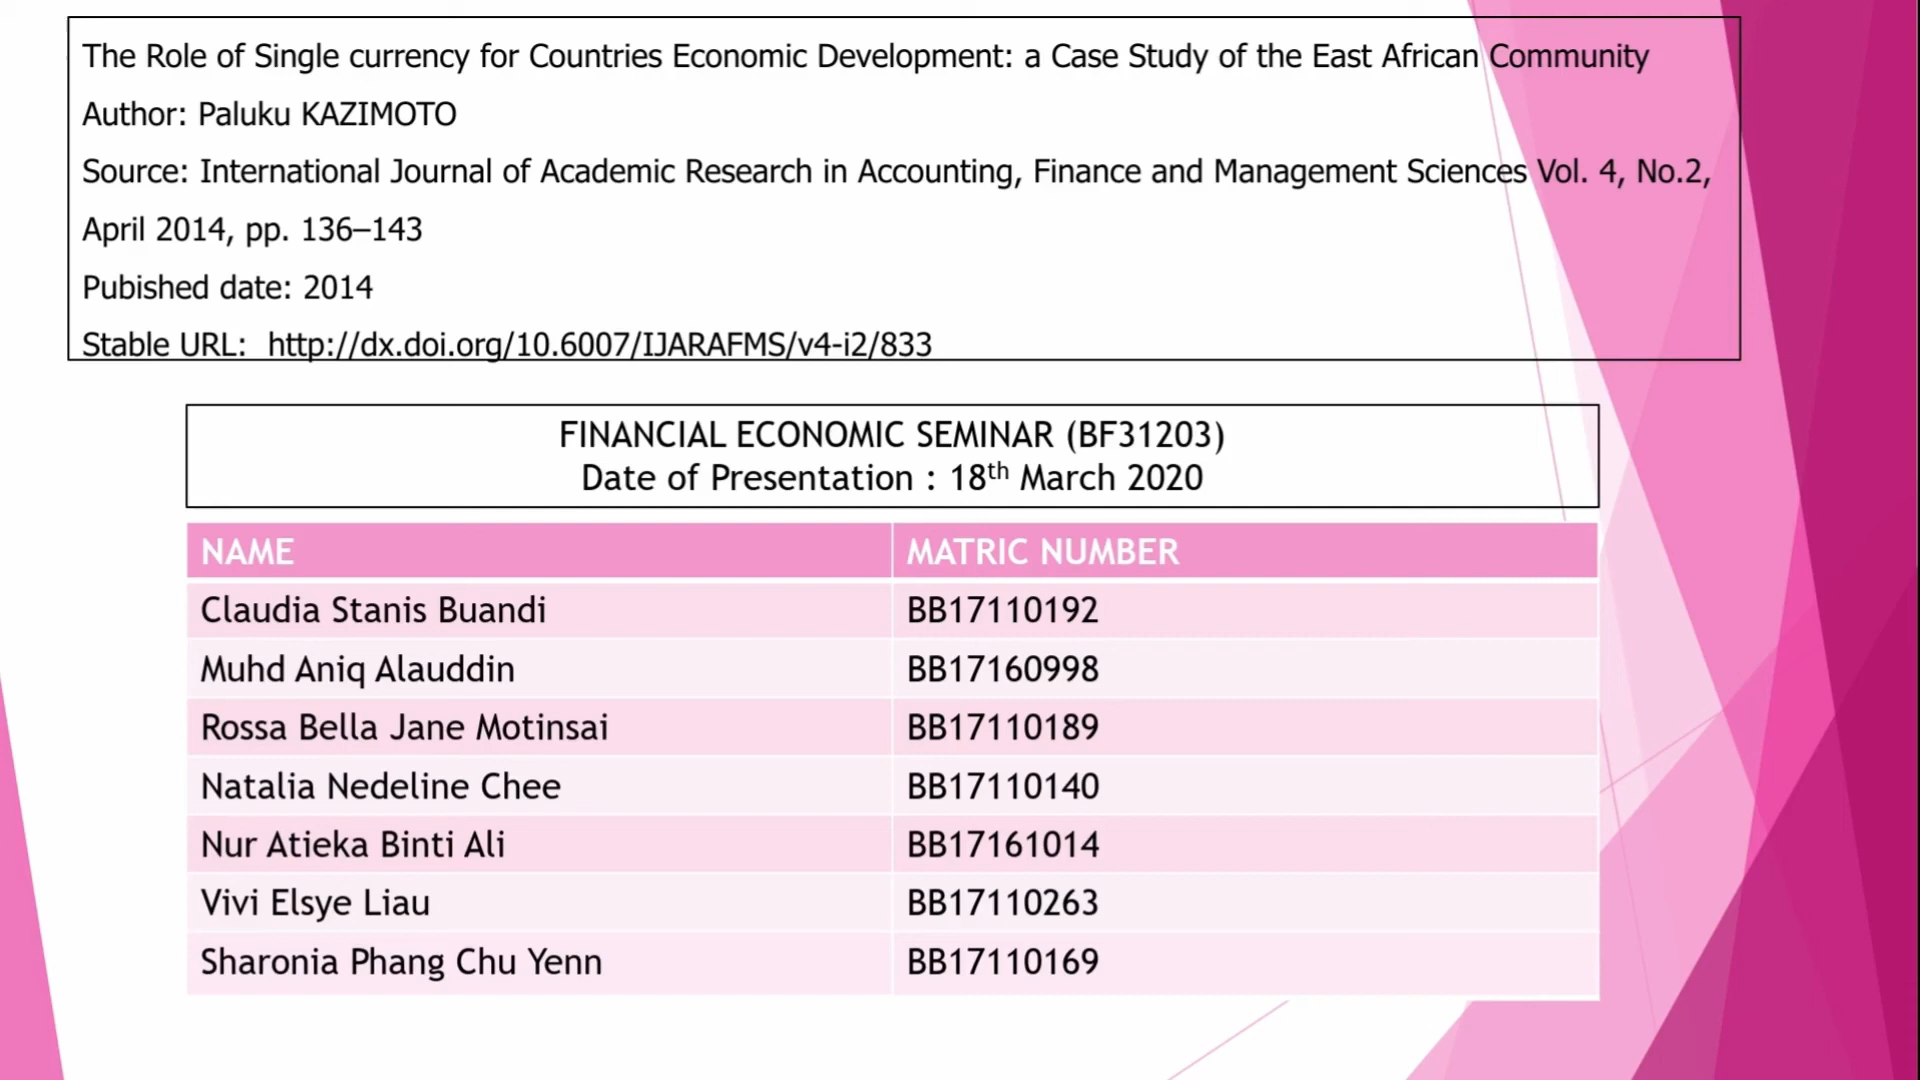 The Role of Single currency for Countries Economic Development: a Case Study of the East African Community
Author: Paluku KAZIMOTO
Source: International Journal of Academic Research in Accounting, Finance and Management Sciences Vol. 4, No.2,
April 2014, pp. 136–143
Pubished date: 2014
Stable URL:  http://dx.doi.org/10.6007/IJARAFMS/v4-i2/833
FINANCIAL ECONOMIC SEMINAR (BF31203)
Date of Presentation : 18th March 2020
NAME MATRIC NUMBER
Claudia Stanis Buandi BB17110192
Muhd Aniq Alauddin BB17160998
Rossa Bella Jane Motinsai BB17110189
Natalia Nedeline Chee BB17110140
Nur Atieka Binti Ali BB17161014
Vivi Elsye Liau BB17110263
Sharonia Phang Chu Yenn BB17110169